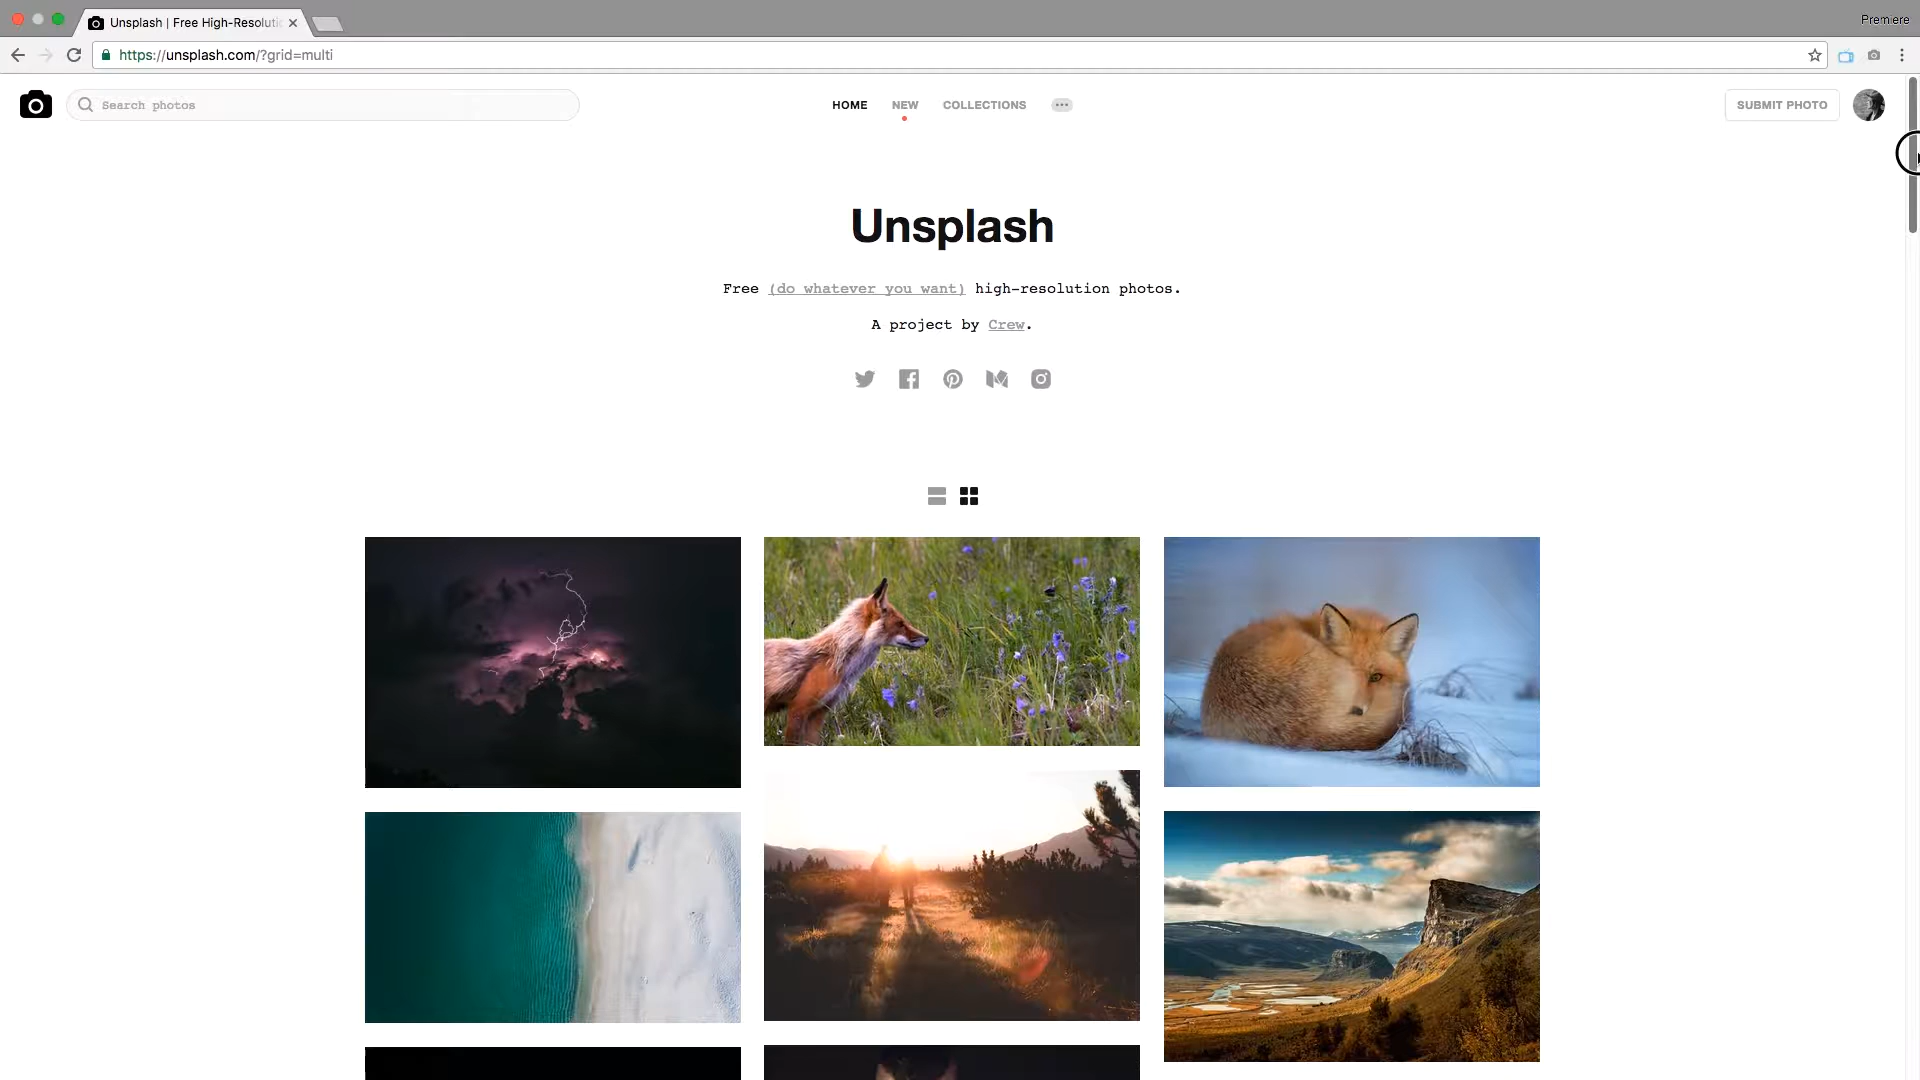 Premiere
Unsplash | Free High-Resoluti
https://unsplash.com/?grid=multi
Search photos
HOME NEW COLLECTIONS
SUBMIT PHOTO
Unsplash
Free (do whatever you want) high-resolution photos.
A project by Crew.